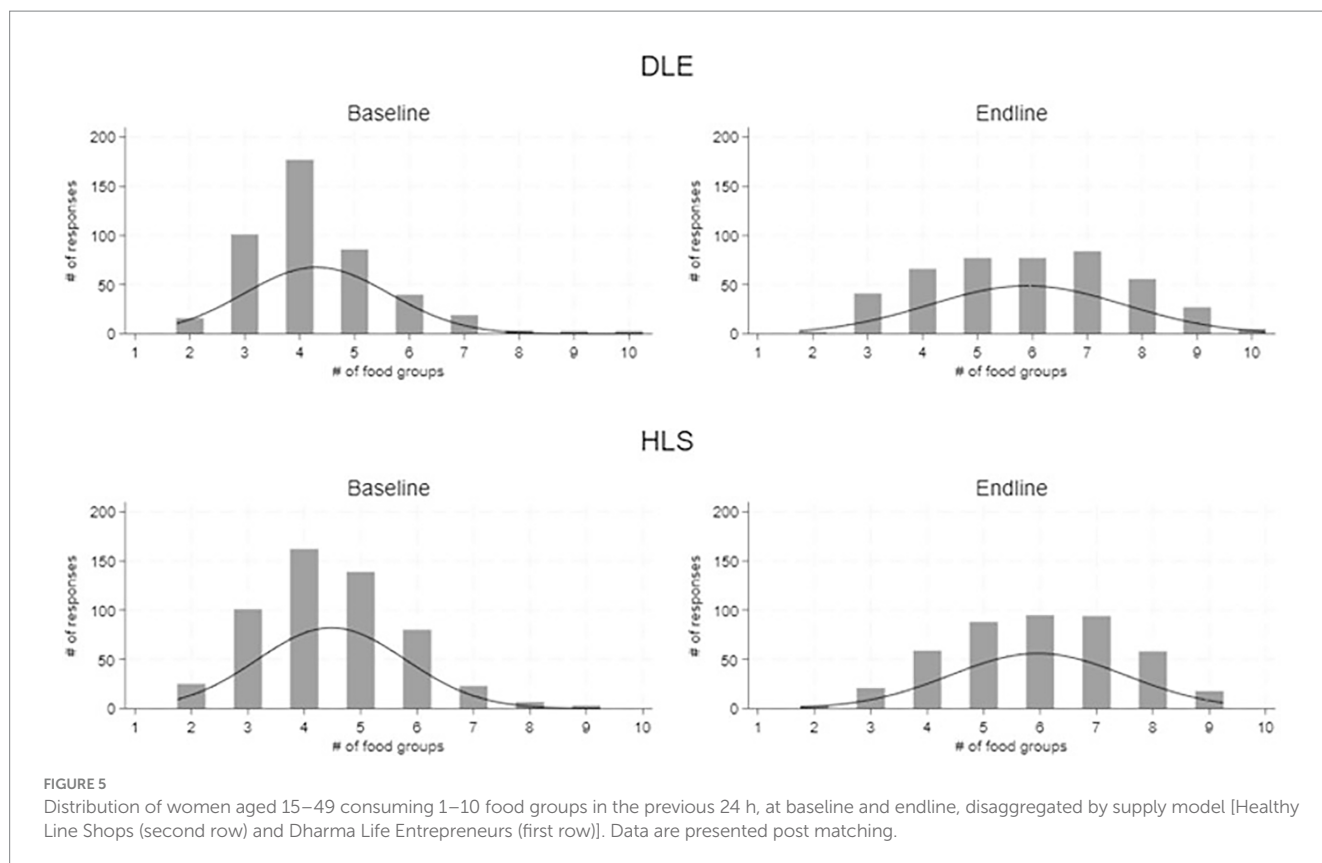 DLE
Baseline
Endline
200
150
100
50
0
# of responses
1 2 3 4 5 6 7 8 9 10
# of food groups
200
150
100
50
0
# of responses
1 2 3 4 5 6 7 8 9 10
# of food groups
HLS
Baseline
Endline
200
150
100
50
0
# of responses
1 2 3 4 5 6 7 8 9 10
# of food groups
200
150
100
50
0
# of responses
1 2 3 4 5 6 7 8 9 10
# of food groups
FIGURE 5
Distribution of women aged 15–49 consuming 1–10 food groups in the previous 24 h, at baseline and endline, disaggregated by supply model [Healthy
Line Shops (second row) and Dharma Life Entrepreneurs (first row)]. Data are presented post matching.